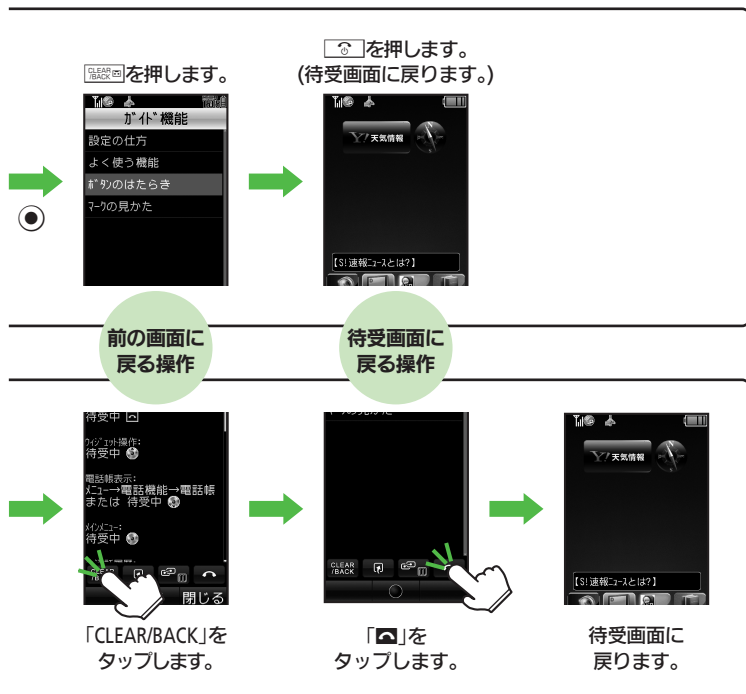 CLEAR/BACKを押します。
を押します。
(待受画面に戻ります。)
ガイド機能
設定の仕方
よく使う機能
ボタンのはたらき
マークの見かた
Y! 天気情報
【S!速報ニュースとは?】
前の画面に
戻る操作
待受画面に
戻る操作
待受中
ウィジェット操作:
待受中
電話帳表示:
メニュー→電話機能→電話帳
または 待受中
メインメニュー:
待受中
CLEAR
/BACK
閉じる
CLEAR
/BACK
Y! 天気情報
【S!速報ニュースとは?】
「CLEAR/BACK」を
タップします。
「」を
タップします。
待受画面に
戻ります。